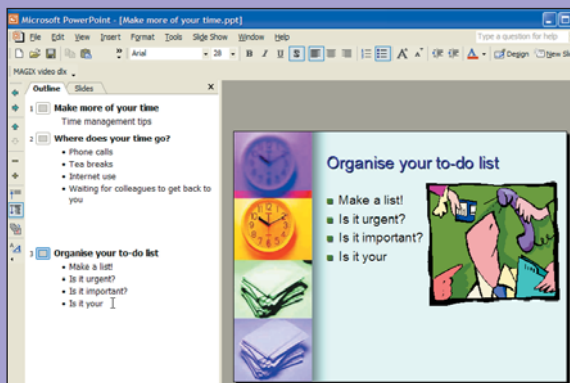 Microsoft PowerPoint - [Make more of your time.ppt]
File Edit View Insert Format Tools Slide Show Window Help Type a question for help
Arial 28 B I U S A A A Design New Sli
MAGIX video dlx
Outline Slides X
1 Make more of your time
Time management tips
2 Where does your time go?
• Phone calls
• Tea breaks
• Internet use
• Waiting for colleagues to get back to
you
3 Organise your to-do list
• Make a list!
• Is it urgent?
• Is it important?
• Is it your
Organise your to-do list
Make a list!
Is it urgent?
Is it important?
Is it your